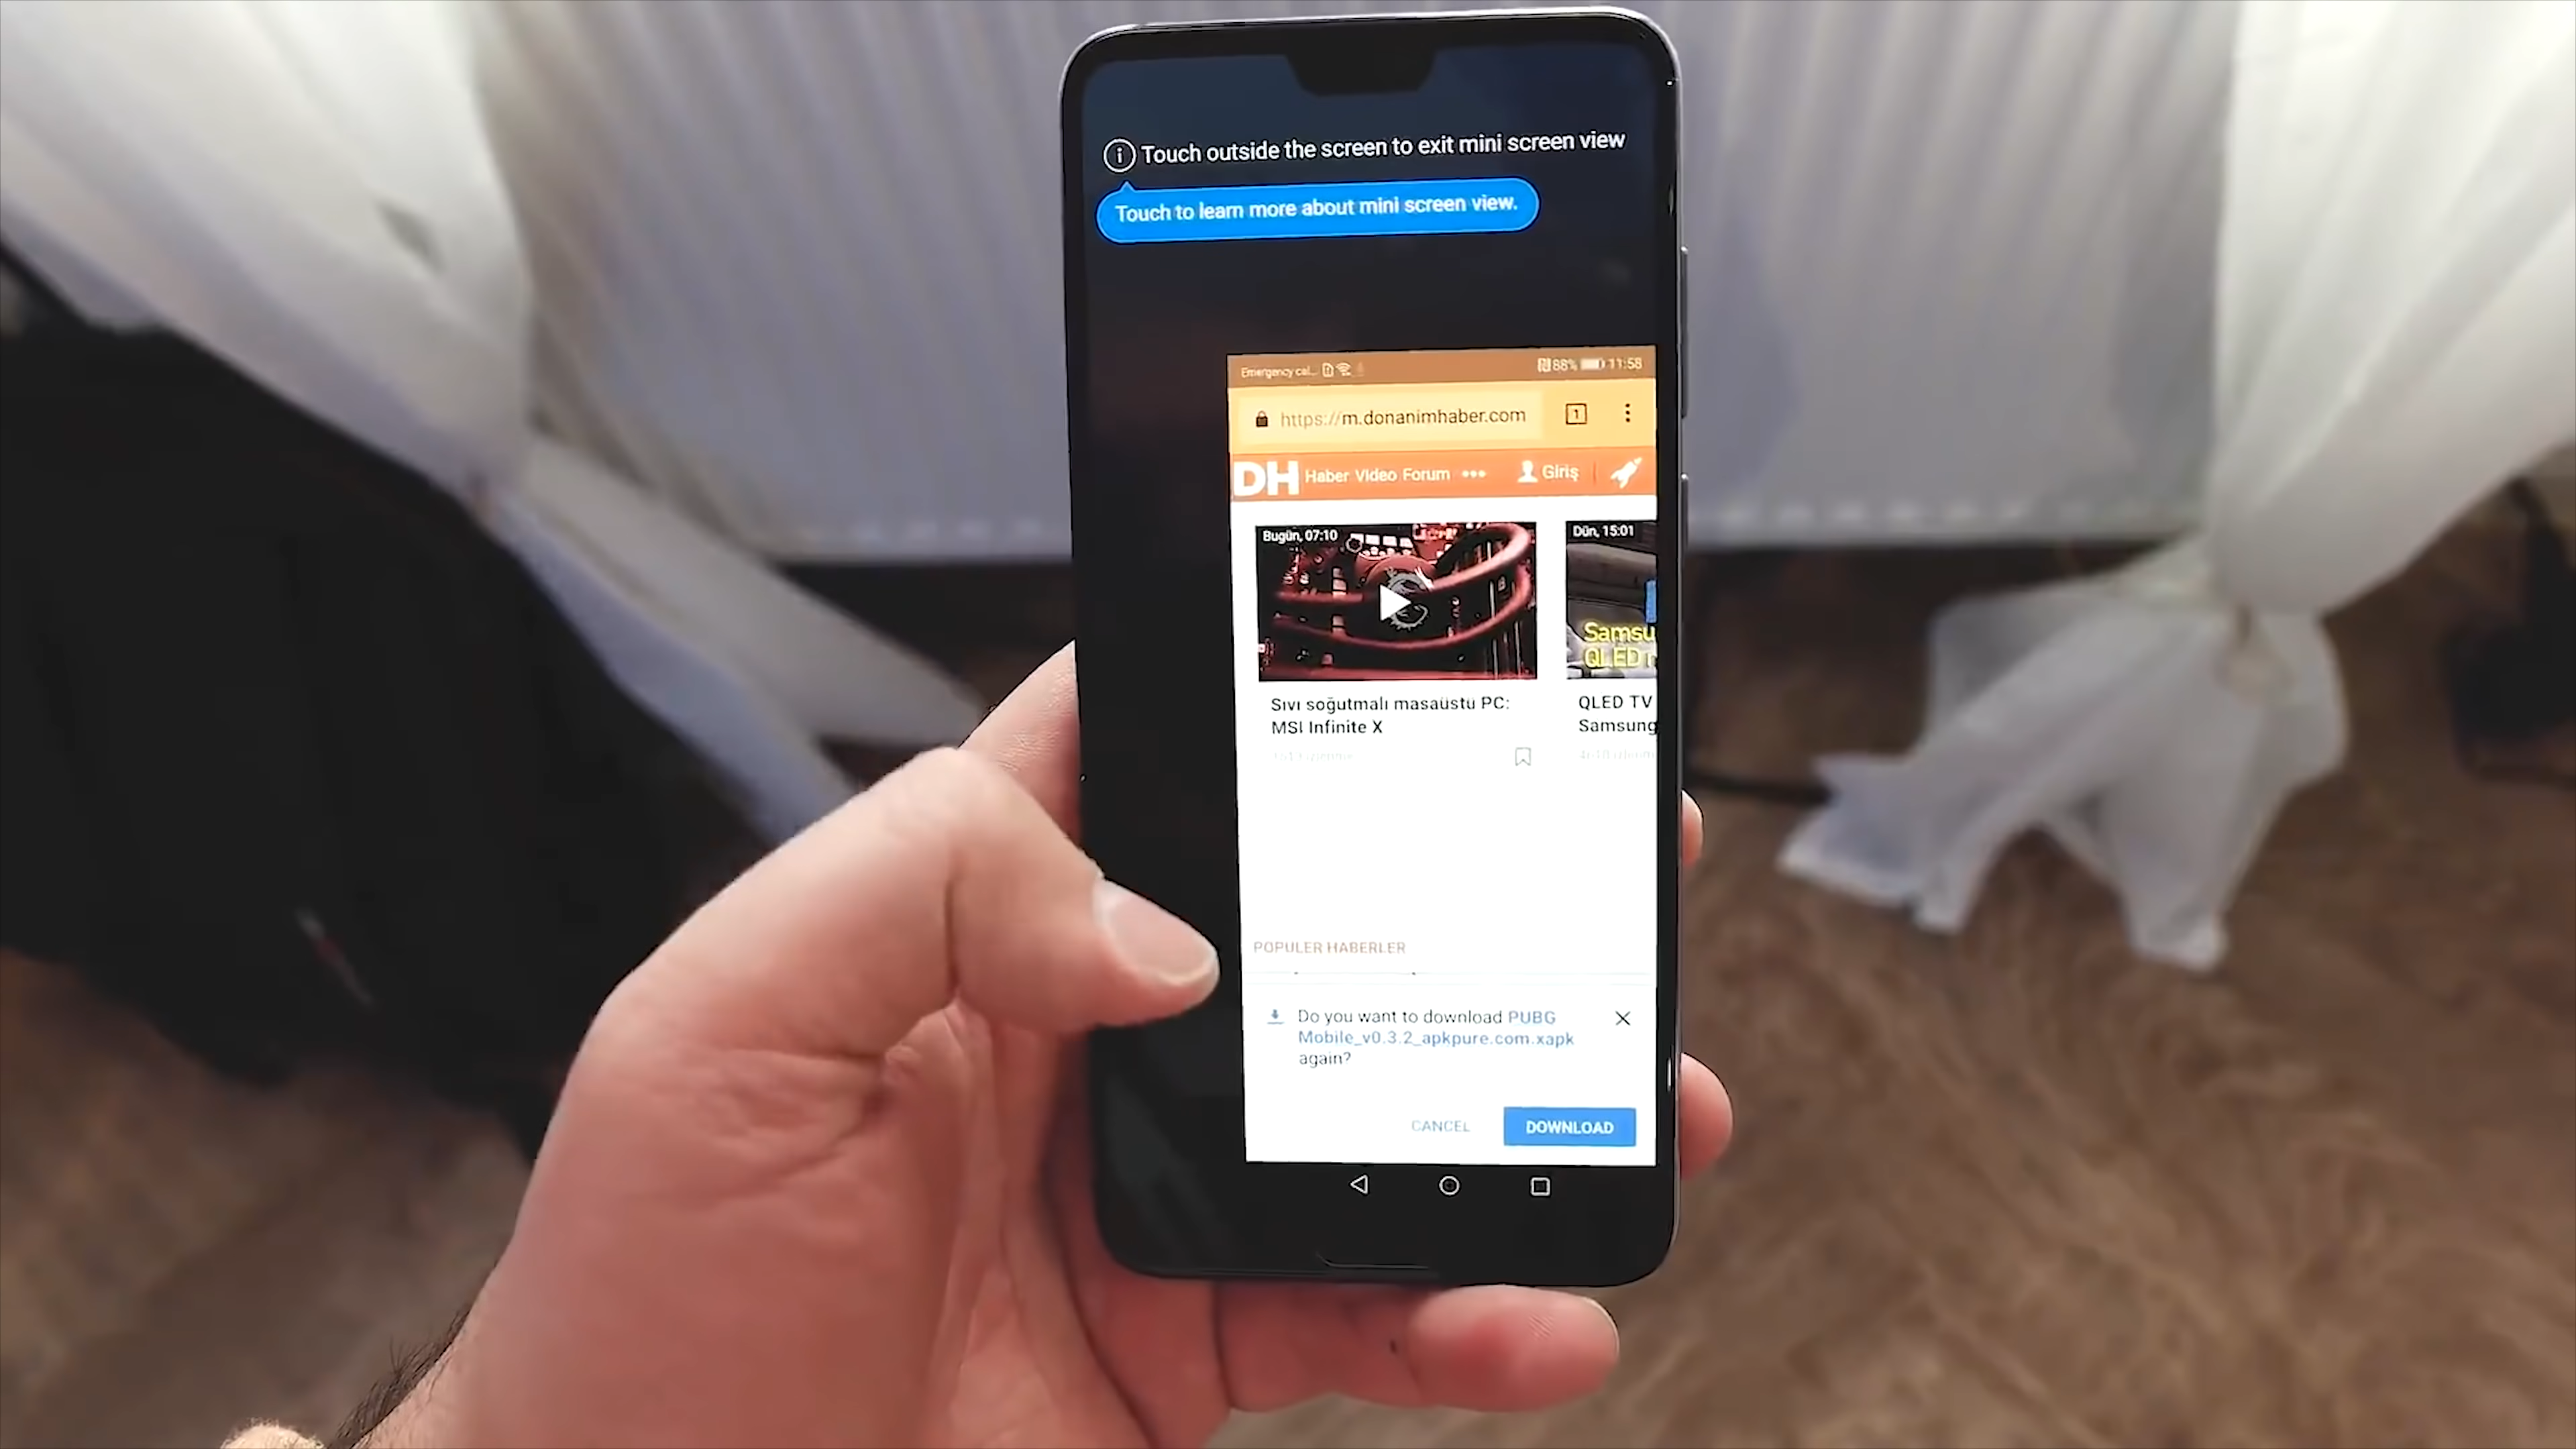 Touch outside the screen to exit mini screen view
Touch to learn more about mini screen view.
Emergency cal... 88% 11:58
https://m.donanimhaber.com 1
DH Haber Video Forum ••• Giriş
Bugün, 07:10
Dün, 15:01
Samsu
QLED
Sıvı soğutmalı masaüstü PC:
MSI Infinite X
QLED TV
Samsung
POPÜLER HABERLER
Do you want to download PUBG
Mobile_v0.3.2_apkpure.com.xapk
again?
CANCEL DOWNLOAD